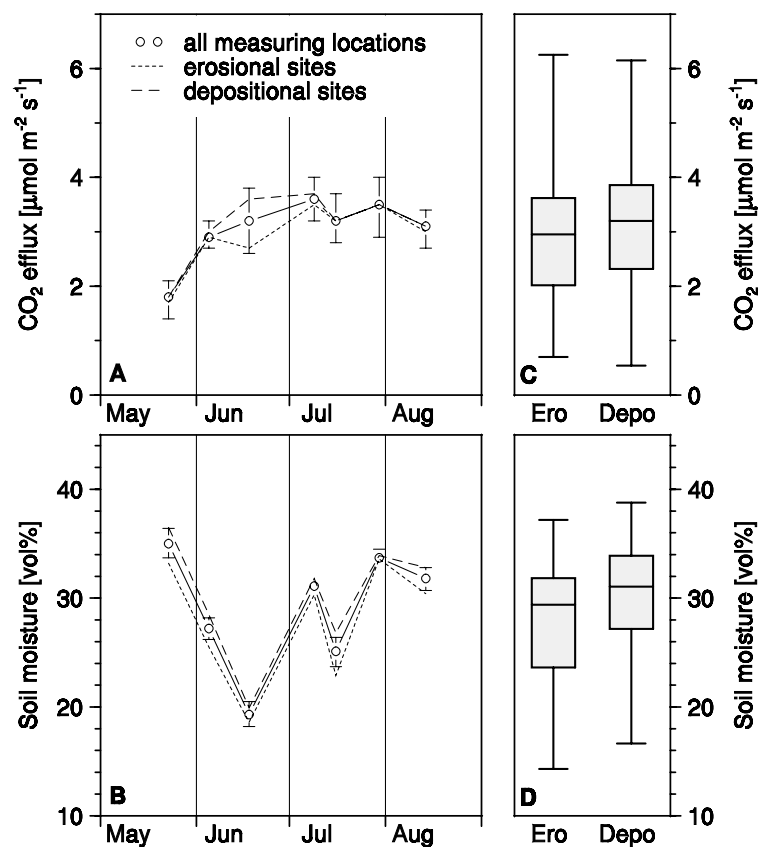 all measuring locations
erosional sites
depositional sites
CO2 efflux [μmol m-2 s-1]
6
4
2
0
A
May Jun Jul Aug
C
6
4
2
0
CO2 efflux [μmol m-2 s-1]
Ero Depo
Soil moisture [vol%]
40
30
20
10
B
May Jun Jul Aug
D
40
30
20
10
Soil moisture [vol%]
Ero Depo